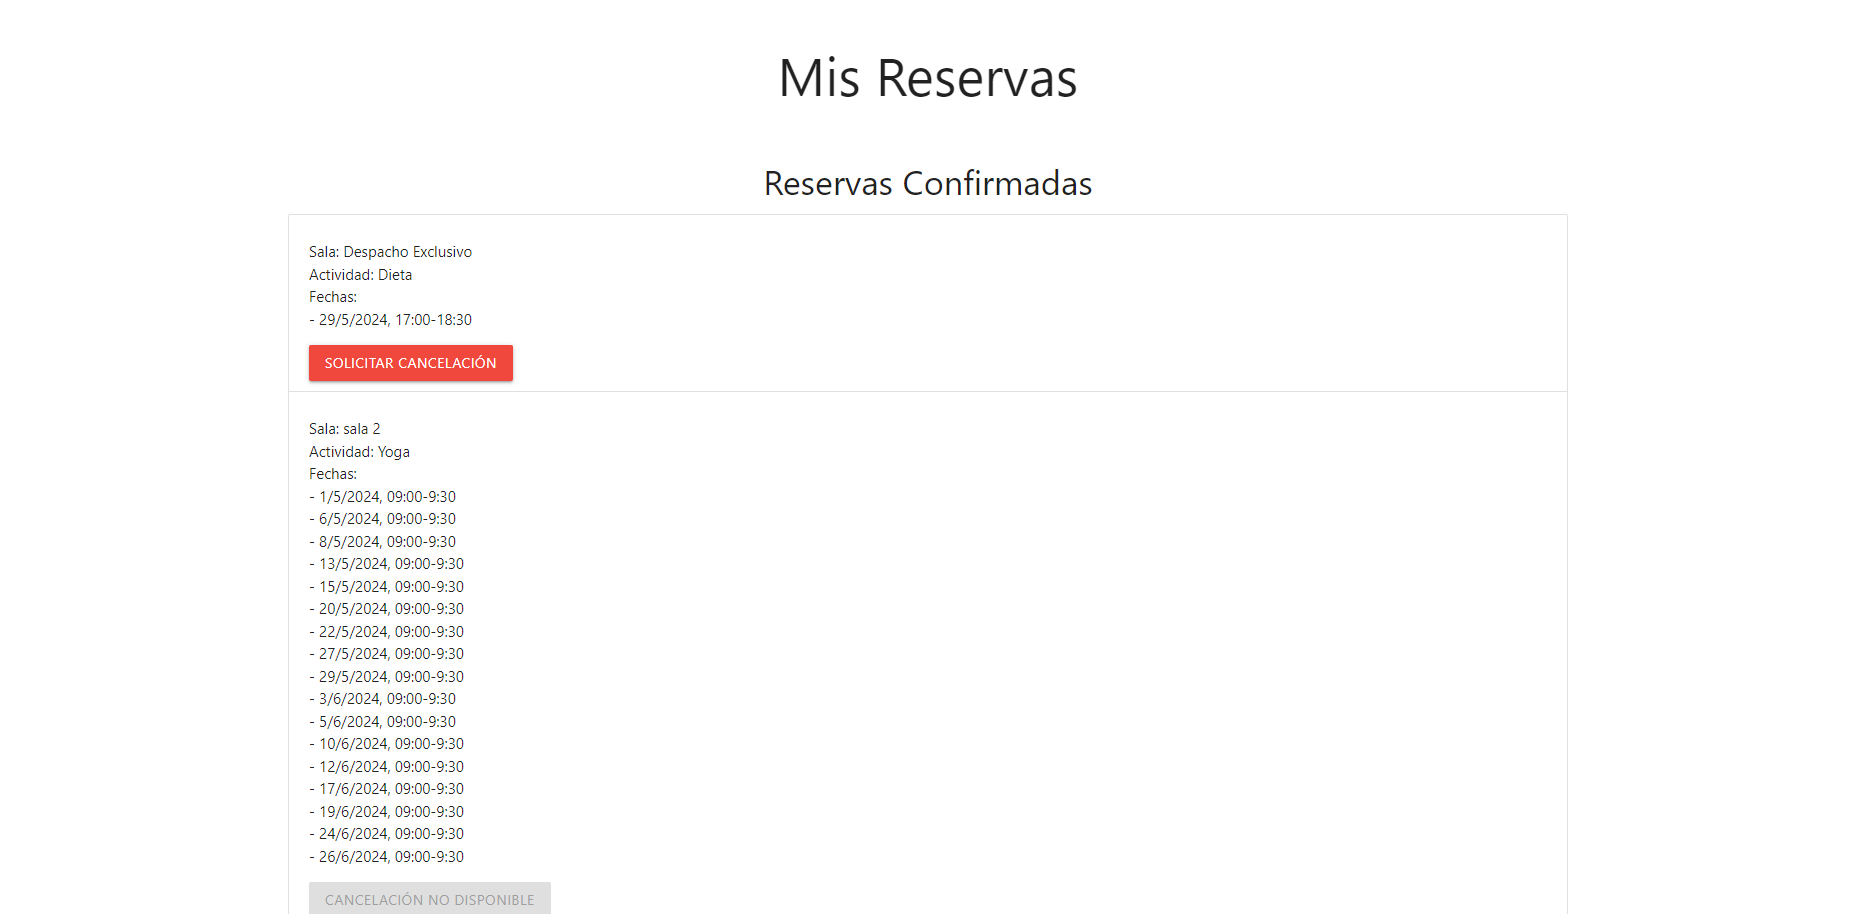 Mis Reservas
Reservas Confirmadas
Sala: Despacho Exclusivo
Actividad: Dieta
Fechas:
- 29/5/2024, 17:00-18:30
SOLICITAR CANCELACIÓN
Sala: sala 2
Actividad: Yoga
Fechas:
- 1/5/2024, 09:00-9:30
- 6/5/2024, 09:00-9:30
- 8/5/2024, 09:00-9:30
- 13/5/2024, 09:00-9:30
- 15/5/2024, 09:00-9:30
- 20/5/2024, 09:00-9:30
- 22/5/2024, 09:00-9:30
- 27/5/2024, 09:00-9:30
- 29/5/2024, 09:00-9:30
- 3/6/2024, 09:00-9:30
- 5/6/2024, 09:00-9:30
- 10/6/2024, 09:00-9:30
- 12/6/2024, 09:00-9:30
- 17/6/2024, 09:00-9:30
- 19/6/2024, 09:00-9:30
- 24/6/2024, 09:00-9:30
- 26/6/2024, 09:00-9:30
CANCELACIÓN NO DISPONIBLE